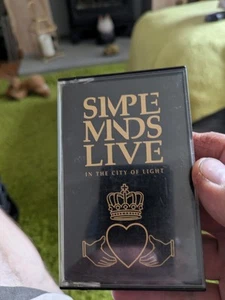 SIMPLE
MINDS
LIVE
IN THE CITY OF LIGHT